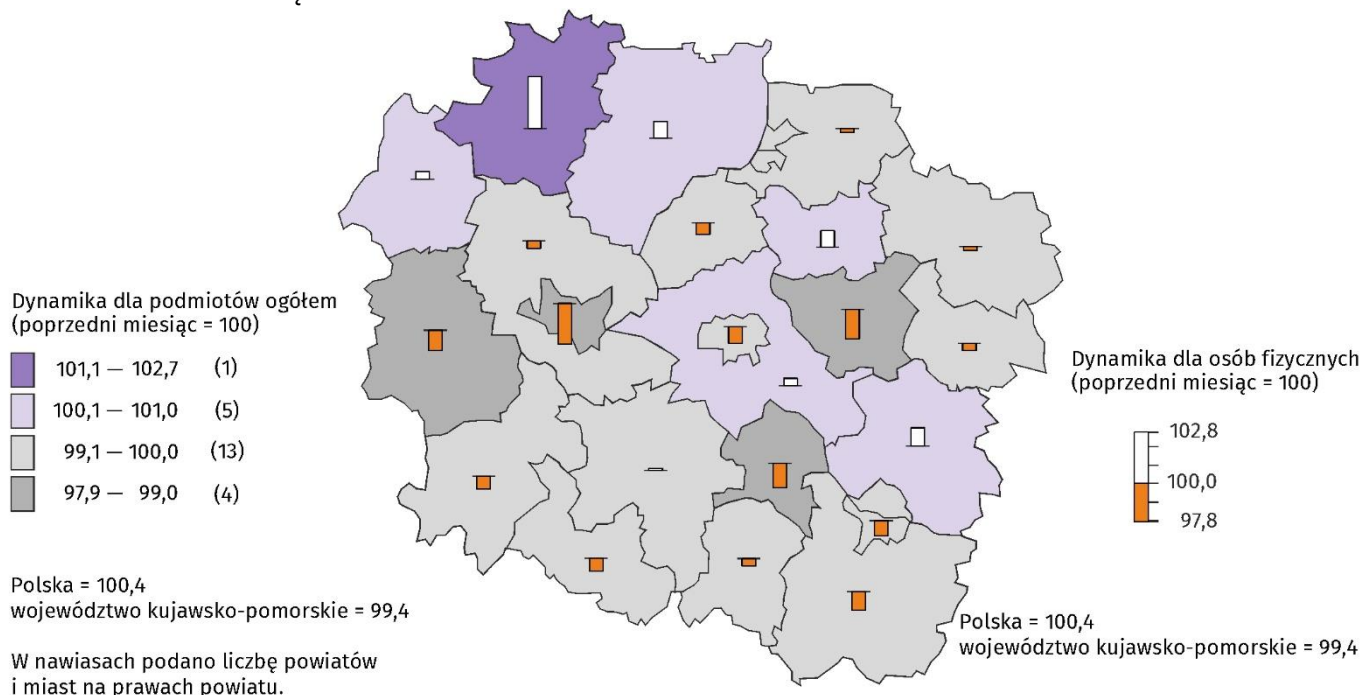 Dynamika dla podmiotów ogółem
(poprzedni miesiąc = 100)
101,1 — 102,7 (1)
100,1 — 101,0 (5)
99,1 — 100,0 (13)
97,9 — 99,0 (4)
Polska = 100,4
województwo kujawsko-pomorskie = 99,4
W nawiasach podano liczbę powiatów
i miast na prawach powiatu.
Dynamika dla osób fizycznych
(poprzedni miesiąc = 100)
102,8
100,0
97,8
Polska = 100,4
województwo kujawsko-pomorskie = 99,4